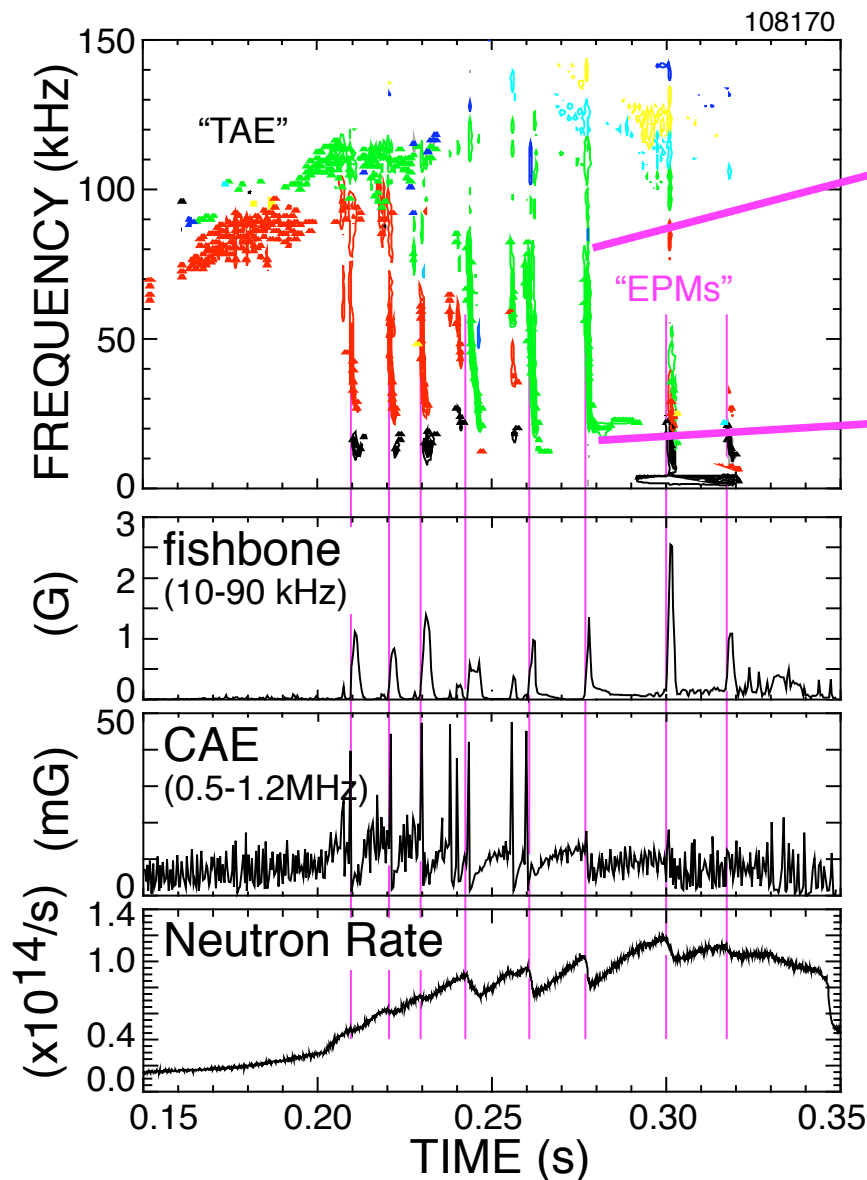 108170
150
100
50
0
FREQUENCY (kHz)
“TAE”
“EPMs”
3
2
1
0
(G)
fishbone
(10-90 kHz)
50
0
(mG)
CAE
(0.5-1.2MHz)
1.4
1.0
0.4
0.0
(x10¹⁴/s)
Neutron Rate
0.15 0.20 0.25 0.30 0.35
TIME (s)